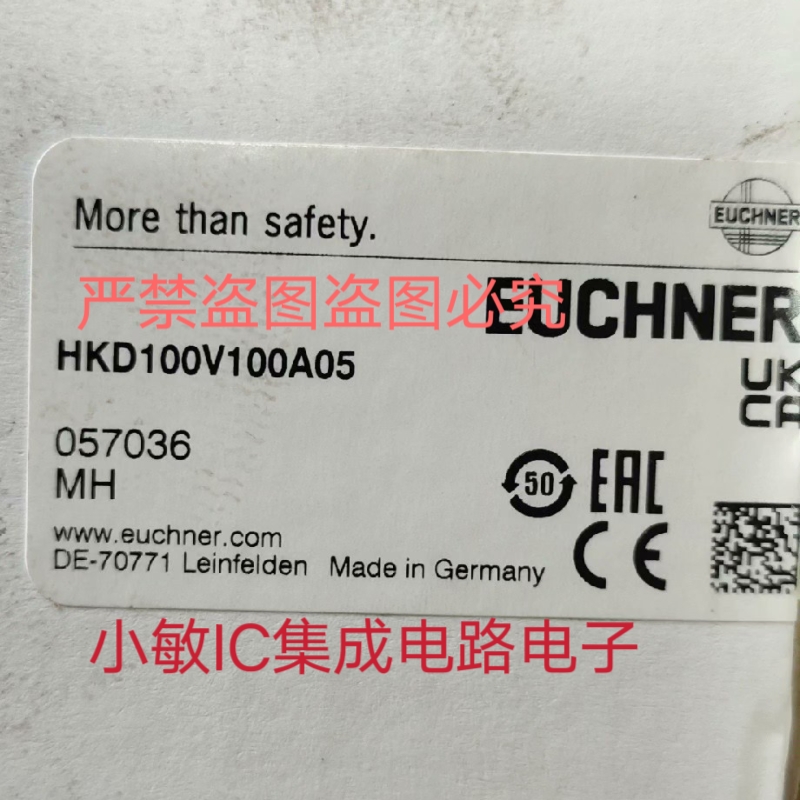 More than safety.
EUCHNER
严禁盗图盗图必究
EUCHNER
HKD100V100A05
UK
CA
057036
MH
50
EAC
www.euchner.com
CE
DE-70771 Leinfelden Made in Germany
小敏IC集成电路电子